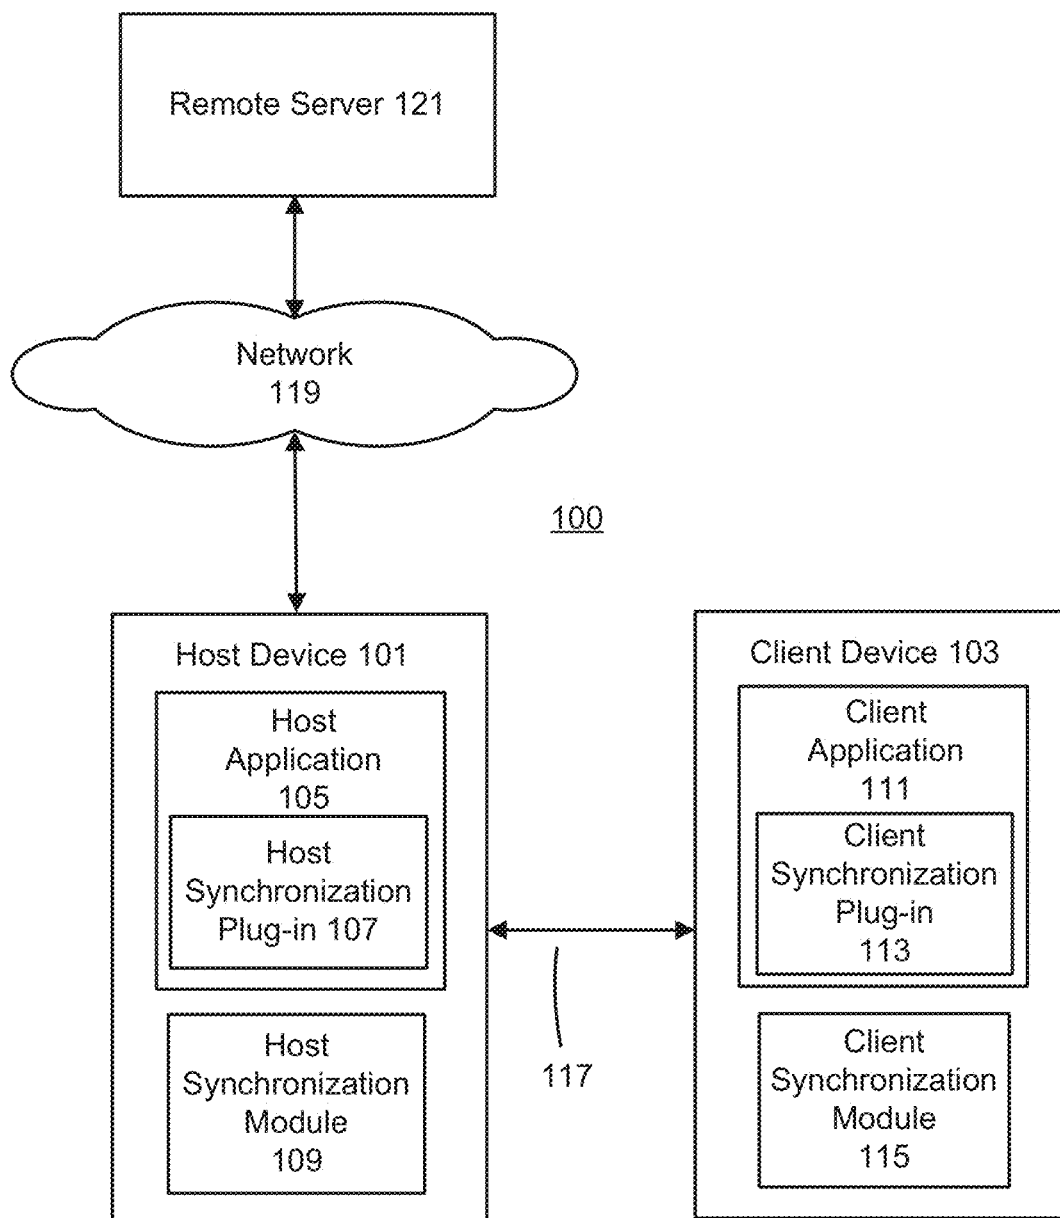 Remote Server 121
Network
119
100
Host Device 101
Host
Application
105
Host
Synchronization
Plug-in 107
Host
Synchronization
Module
109
117
Client Device 103
Client
Application
111
Client
Synchronization
Plug-in
113
Client
Synchronization
Module
115